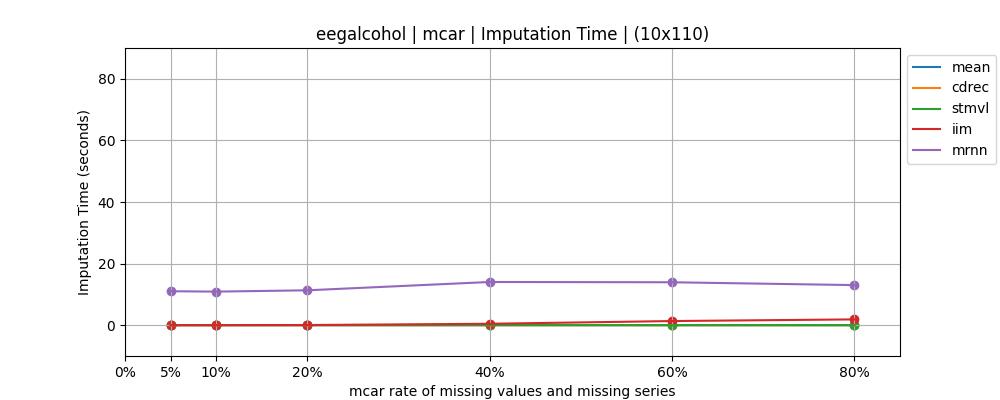 eegalcohol | mcar | Imputation Time | (10x110)
mean
cdrec
stmvl
iim
mrnn
Imputation Time (seconds)
80
60
40
20
0
0%
5%
10%
20%
40%
60%
80%
mcar rate of missing values and missing series